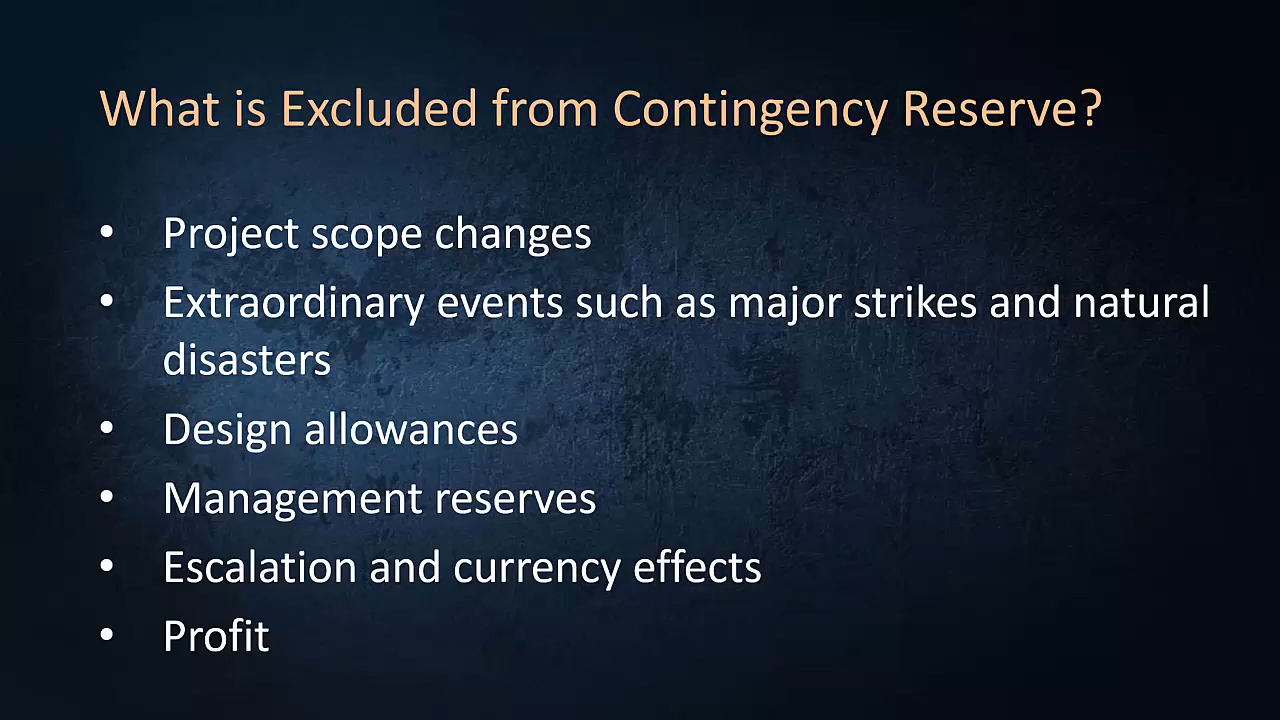 What is Excluded from Contingency Reserve?
• Project scope changes
• Extraordinary events such as major strikes and natural
disasters
• Design allowances
• Management reserves
• Escalation and currency effects
• Profit